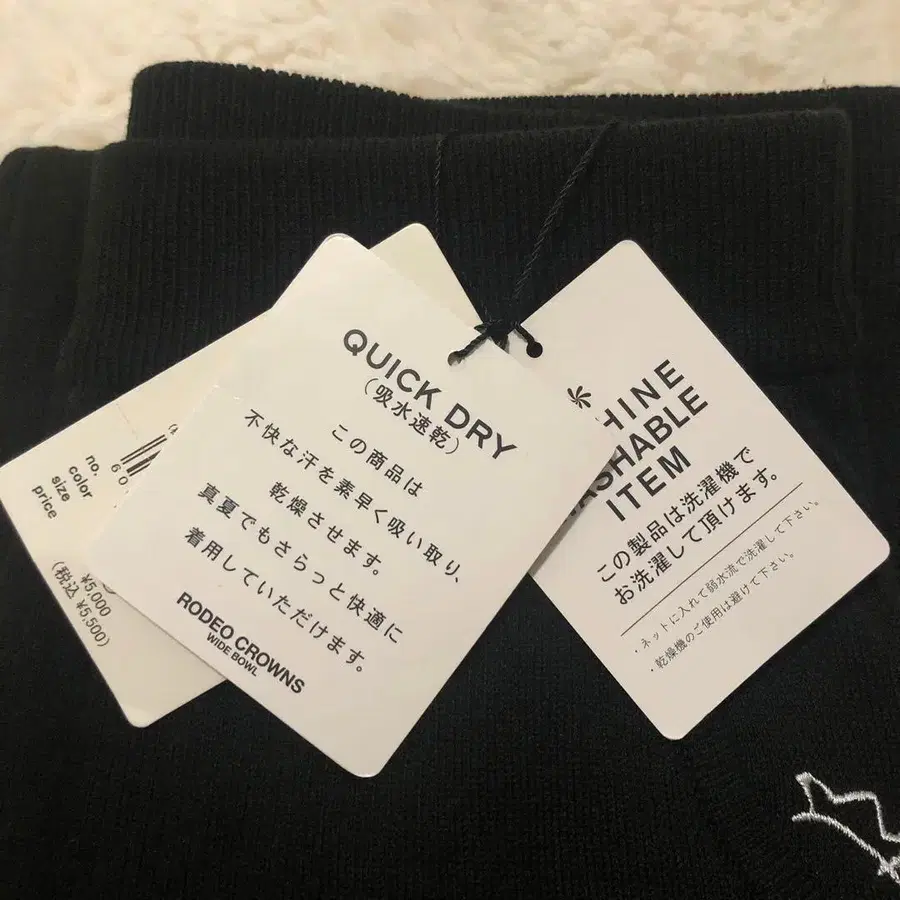 QUICK DRY
(吸水速乾)
この商品は
不快な汗を素早く吸い取り、
乾燥させます。
真夏でもさらっと快適に
着用していただけます。
RODEO CROWNS
WIDE BOWL
HINE
ASHABLE
ITEM
この製品は洗濯機で
お洗濯して頂けます。
・ネットに入れて弱水流で洗濯して下さい。
・乾燥機のご使用は避けて下さい。
no.
color
size
price
60
¥5,000
(税込 ¥5,500)